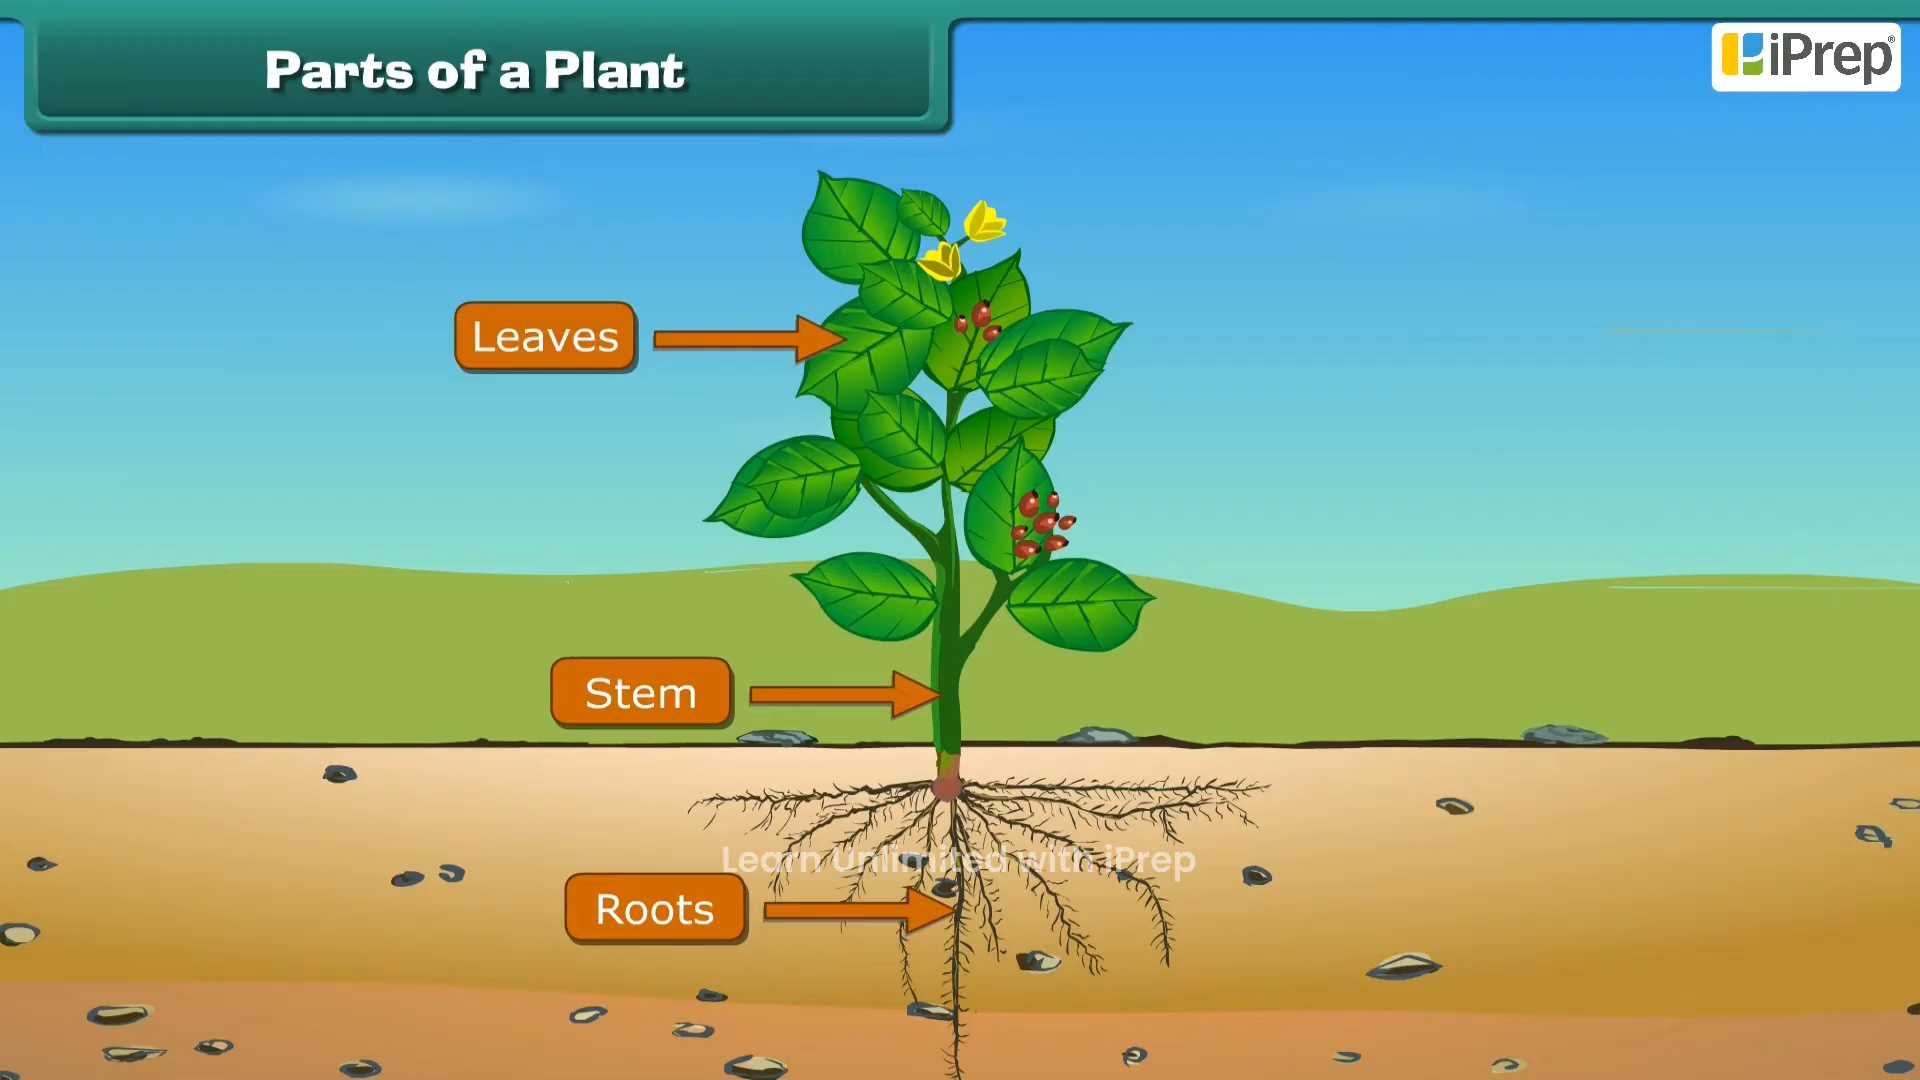 Parts of a Plant
iPrep®
Leaves
Stem
Learn Unlimited with iPrep
Roots